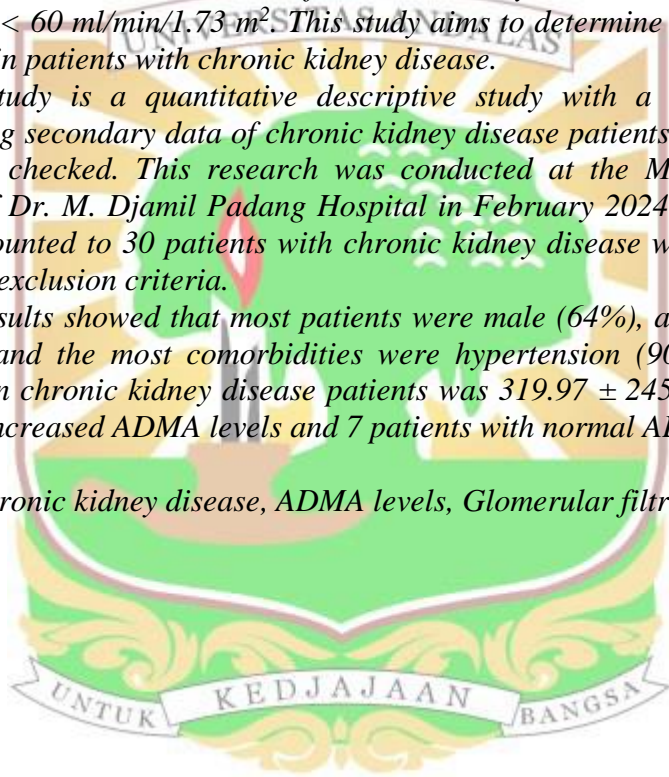 UNIVERSITAS ANDALAS
< 60 ml/min/1.73 m². This study aims to determine
in patients with chronic kidney disease.
tudy is a quantitative descriptive study with a
g secondary data of chronic kidney disease patients
checked. This research was conducted at the M
f Dr. M. Djamil Padang Hospital in February 2024
ounted to 30 patients with chronic kidney disease w
exclusion criteria.
sults showed that most patients were male (64%), a
and the most comorbidities were hypertension (90
n chronic kidney disease patients was 319.97 ± 245
ncreased ADMA levels and 7 patients with normal AD
ronic kidney disease, ADMA levels, Glomerular filtr
UNTUK KEDJAJAAN BANGSA